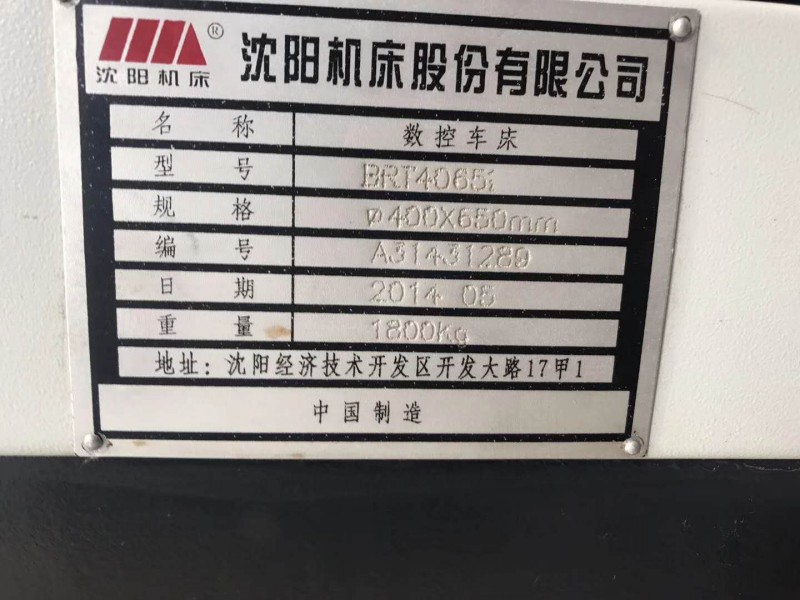 沈阳机床® 沈阳机床股份有限公司
名称 数控车床
型号 BRT4065i
规格 φ400X650mm
编号 A31431289
日期 2014 08
重量 1800kg
地址：沈阳经济技术开发区开发大路17甲1
中国制造